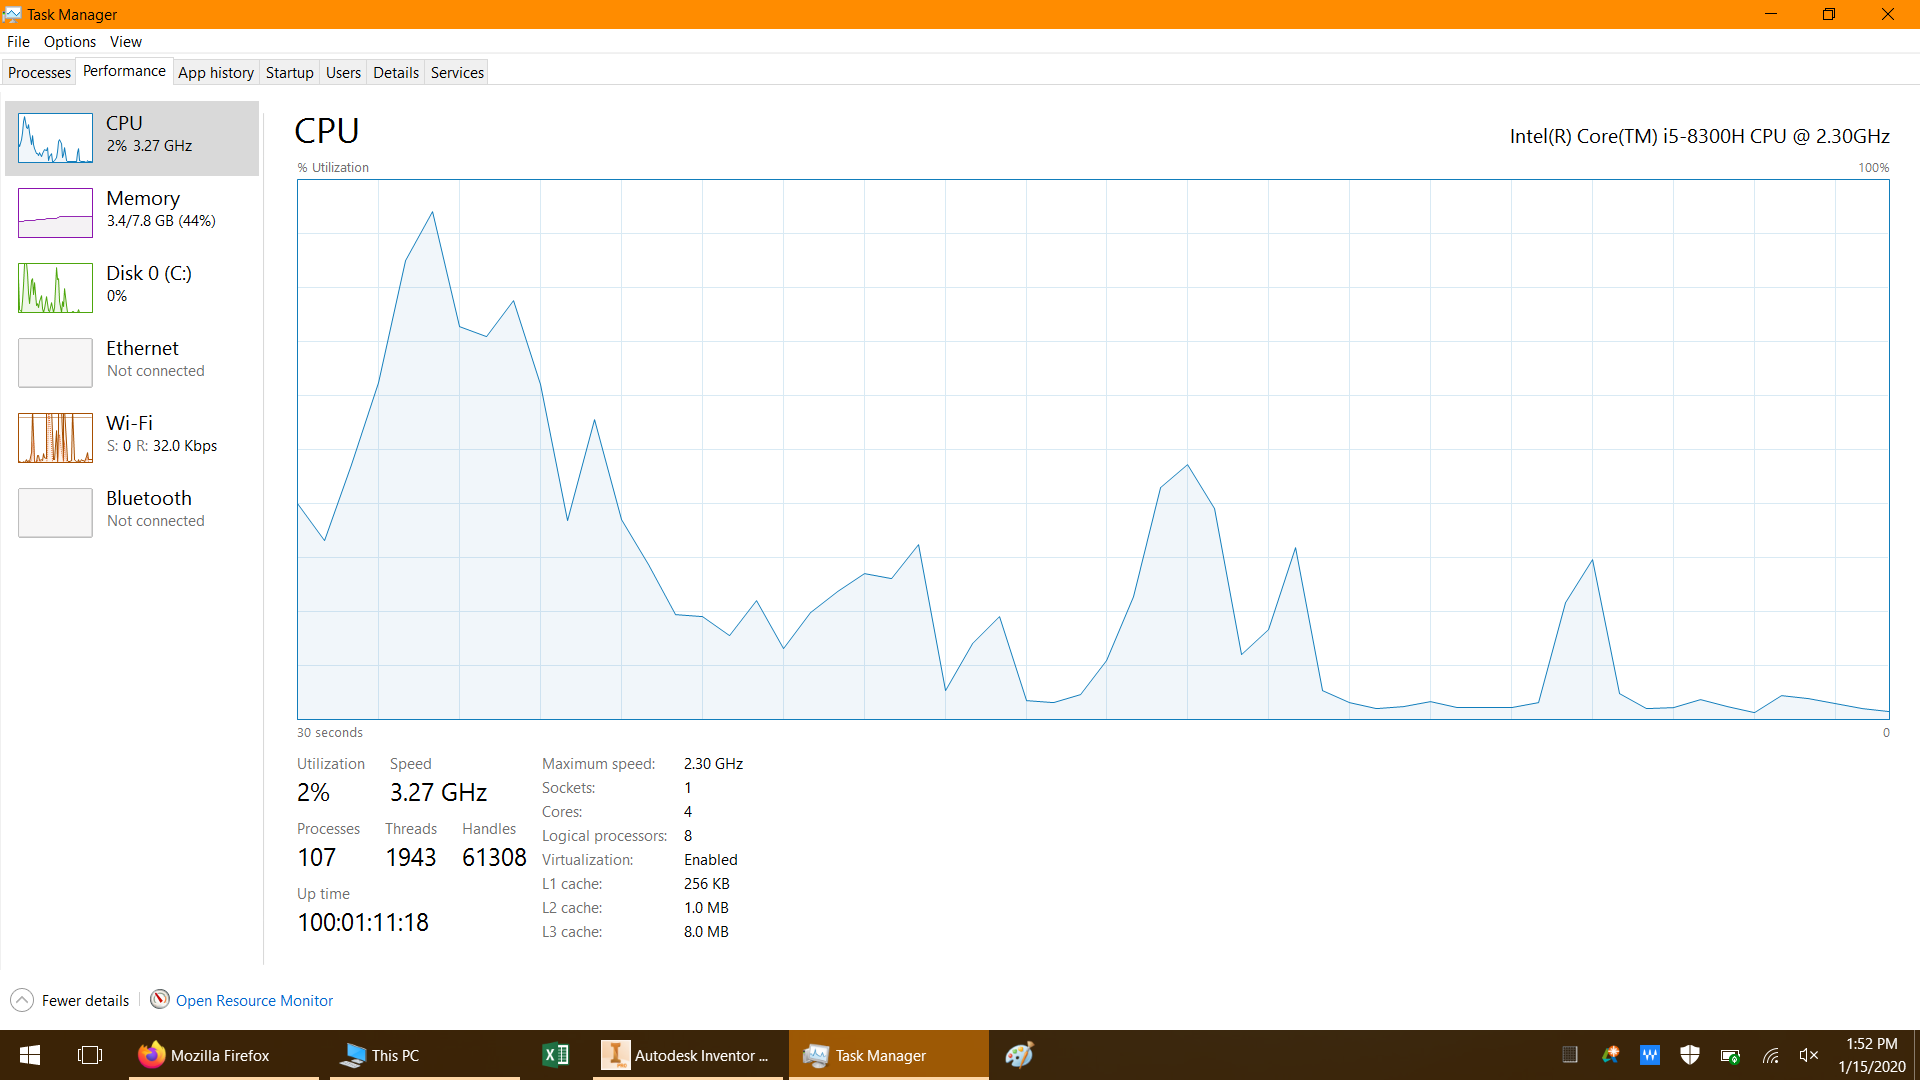 Task Manager
File Options View
Processes Performance App history Startup Users Details Services
CPU
2% 3.27 GHz
Memory
3.4/7.8 GB (44%)
Disk 0 (C:)
0%
Ethernet
Not connected
Wi-Fi
S: 0 R: 32.0 Kbps
Bluetooth
Not connected
CPU
Intel(R) Core(TM) i5-8300H CPU @ 2.30GHz
% Utilization
100%
30 seconds
0
Utilization Speed
2% 3.27 GHz
Processes Threads Handles
107 1943 61308
Up time
100:01:11:18
Maximum speed: 2.30 GHz
Sockets: 1
Cores: 4
Logical processors: 8
Virtualization: Enabled
L1 cache: 256 KB
L2 cache: 1.0 MB
L3 cache: 8.0 MB
Fewer details
Open Resource Monitor
Mozilla Firefox
This PC
Autodesk Inventor ...
Task Manager
1:52 PM
1/15/2020